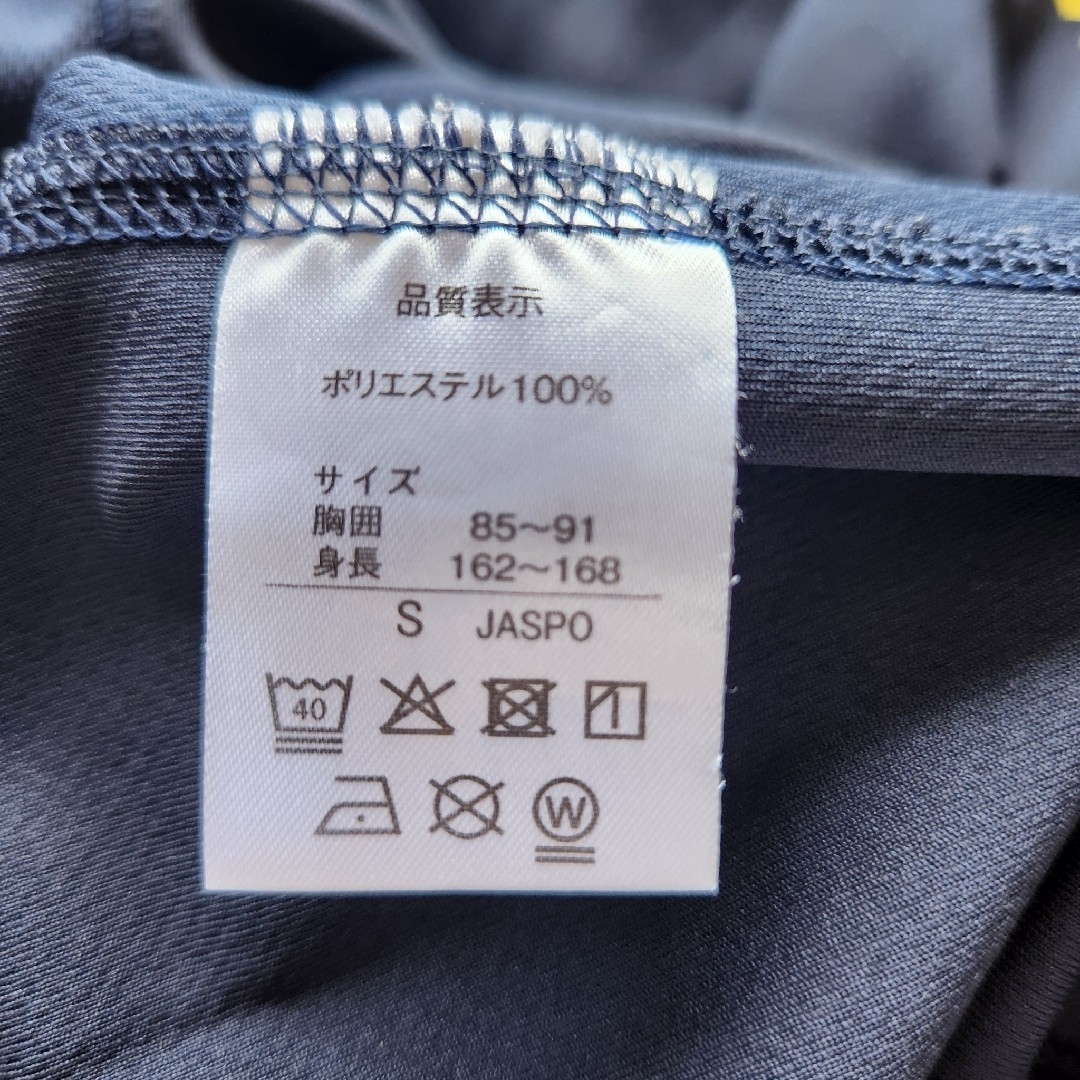 品質表示
ポリエステル100%
サイズ
胸囲 85～91
身長 162～168
S JASPO
40
W